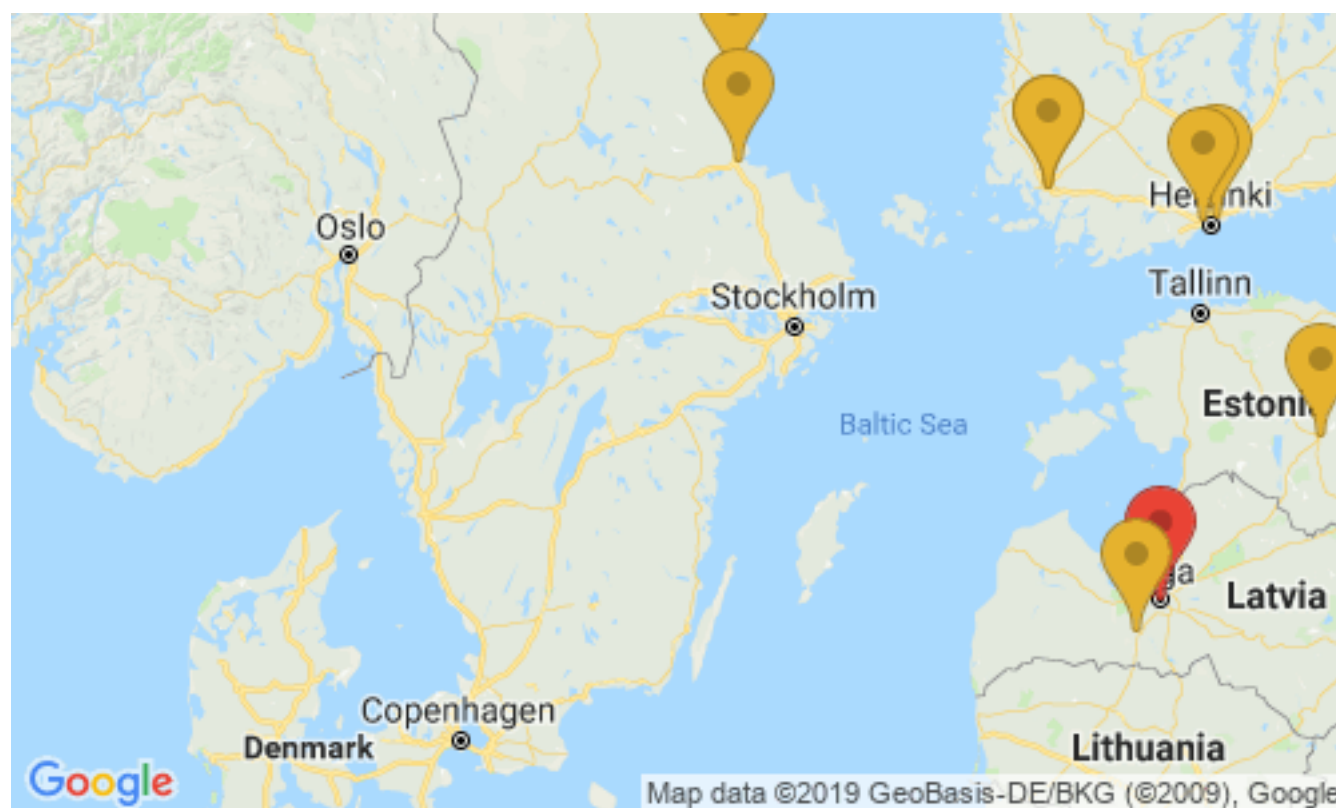 Oslo
Stockholm
Tallinn
Baltic Sea
Latvia
Copenhagen
Denmark
Lithuania
Google
Map data ©2019 GeoBasis-DE/BKG (©2009), Google